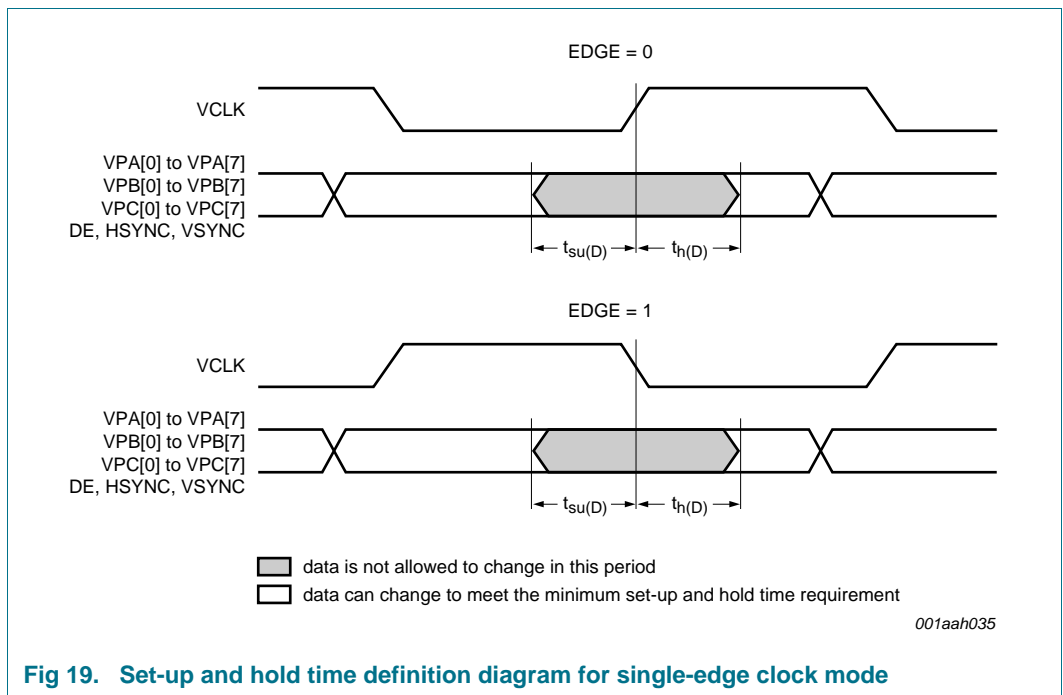 EDGE = 0
VCLK
VPA[0] to VPA[7]
VPB[0] to VPB[7]
VPC[0] to VPC[7]
DE, HSYNC, VSYNC
tsu(D)
th(D)
EDGE = 1
VCLK
VPA[0] to VPA[7]
VPB[0] to VPB[7]
VPC[0] to VPC[7]
DE, HSYNC, VSYNC
tsu(D)
th(D)
data is not allowed to change in this period
data can change to meet the minimum set-up and hold time requirement
001aah035
Fig 19. Set-up and hold time definition diagram for single-edge clock mode